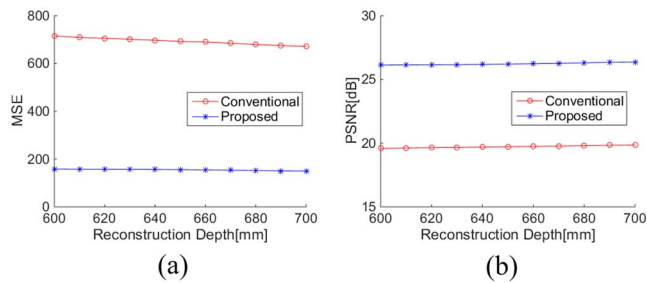 800
600
400
200
0
MSE
Conventional
Proposed
600 620 640 660 680 700
Reconstruction Depth[mm]
(a)
30
25
20
15
PSNR[dB]
Conventional
Proposed
600 620 640 660 680 700
Reconstruction Depth[mm]
(b)